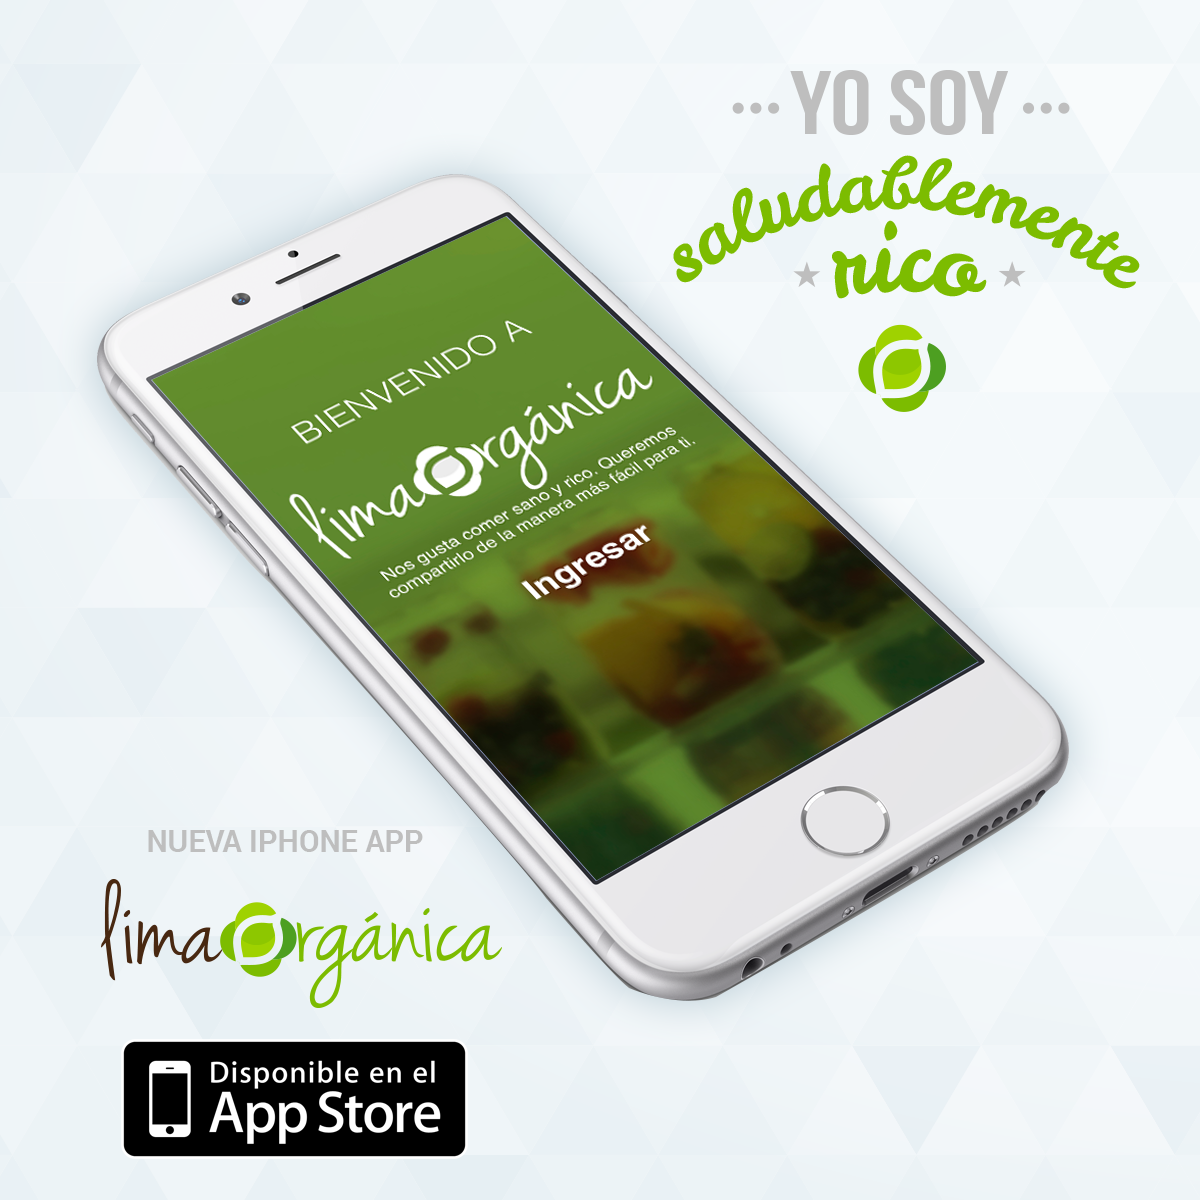 YO SOY
saludablemente
rico
BIENVENIDO A
limaOrgánica
Nos gusta comer sano y rico. Queremos
compartirlo de la manera más fácil para ti.
Ingresar
NUEVA IPHONE APP
limaOrgánica
Disponible en el
App Store